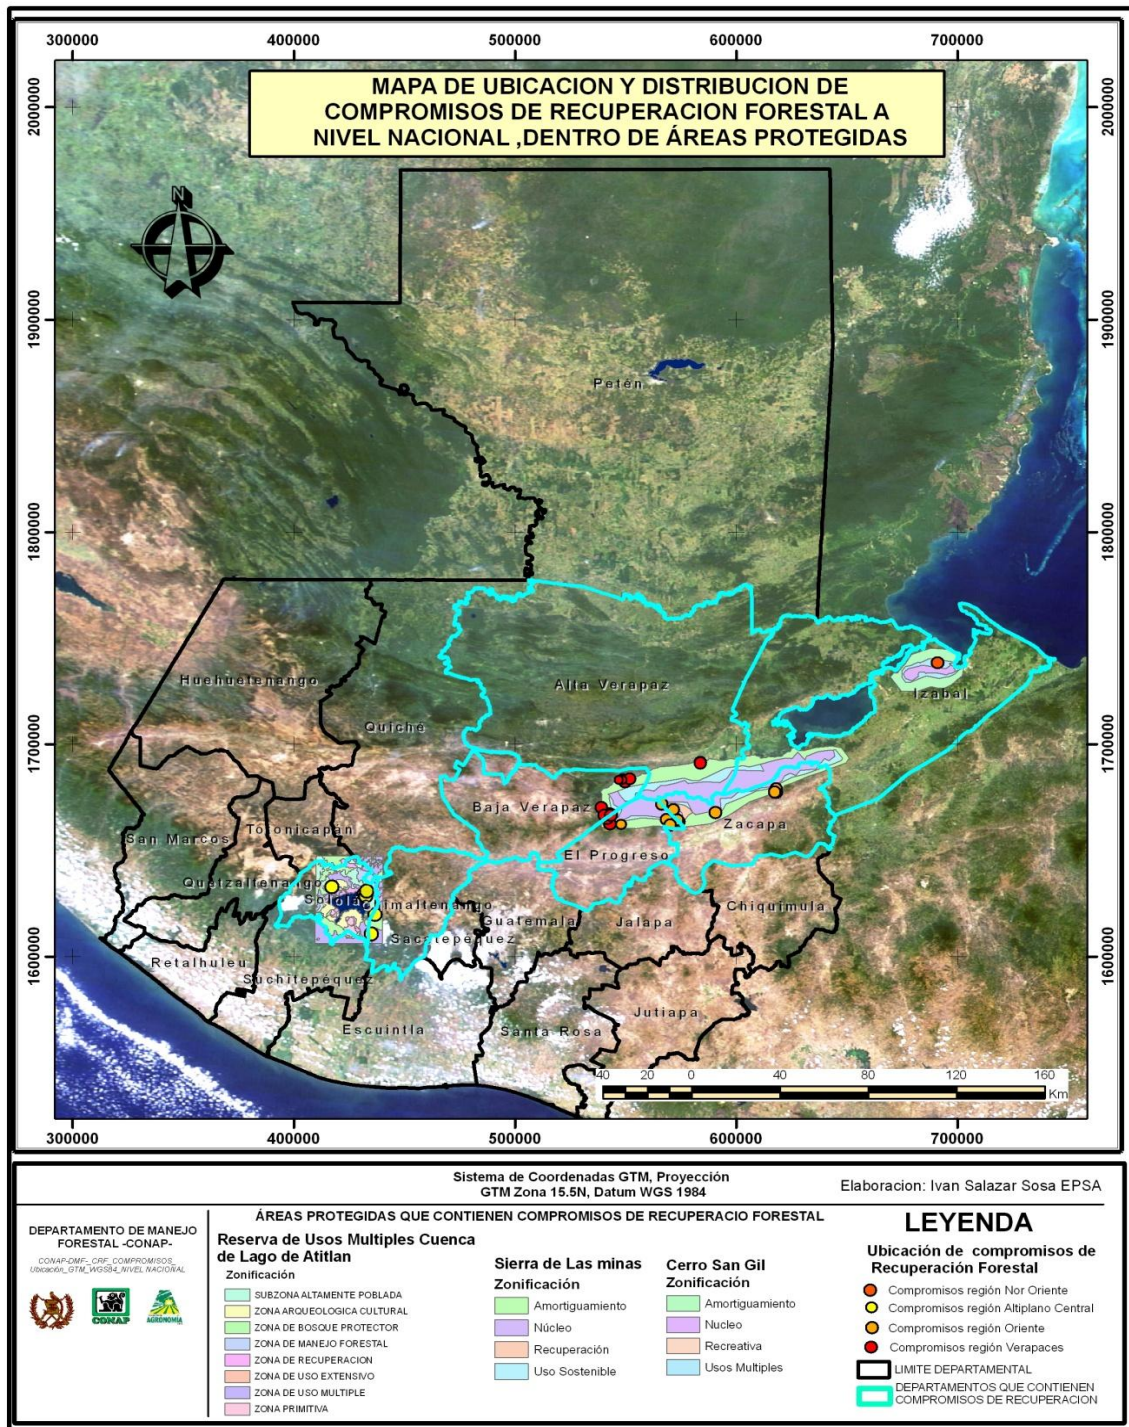 300000 400000 500000 600000 700000
MAPA DE UBICACION Y DISTRIBUCION DE
COMPROMISOS DE RECUPERACION FORESTAL A
NIVEL NACIONAL ,DENTRO DE ÁREAS PROTEGIDAS
2000000 2000000
N
1900000 1900000
Petén
1800000 1800000
Huehuetenango
Alta Verapaz
Izabal
Quiché
1700000 1700000
Baja Verapaz
Zacapa
San Marcos
Totonicapán
El Progreso
Quetzaltenango
Sololá
Chimaltenango
Guatemala
Jalapa
Chiquimula
Sacatepéquez
1600000 1600000
Retalhuleu
Suchitepéquez
Escuintla
Santa Rosa
Jutiapa
40 20 0 40 80 120 160
Km
300000 400000 500000 600000 700000
Sistema de Coordenadas GTM, Proyección
GTM Zona 15.5N, Datum WGS 1984
Elaboracion: Ivan Salazar Sosa EPSA
DEPARTAMENTO DE MANEJO
FORESTAL -CONAP-
CONAP-DMF-_CRF_COMPROMISOS_
Ubicación_GTM_WGS84_NIVEL NACIONAL
CONAP
AGRONOMIA
ÁREAS PROTEGIDAS QUE CONTIENEN COMPROMISOS DE RECUPERACIO FORESTAL
Reserva de Usos Multiples Cuenca
de Lago de Atitlan
Zonificación
SUBZONA ALTAMENTE POBLADA
ZONA ARQUEOLOGICA CULTURAL
ZONA DE BOSQUE PROTECTOR
ZONA DE MANEJO FORESTAL
ZONA DE RECUPERACION
ZONA DE USO EXTENSIVO
ZONA DE USO MULTIPLE
ZONA PRIMITIVA
Sierra de Las minas
Zonificación
Amortiguamiento
Núcleo
Recuperación
Uso Sostenible
Cerro San Gil
Zonificación
Amortiguamiento
Nucleo
Recreativa
Usos Multiples
LEYENDA
Ubicación de compromisos de
Recuperación Forestal
Compromisos región Nor Oriente
Compromisos región Altiplano Central
Compromisos región Oriente
Compromisos región Verapaces
LIMITE DEPARTAMENTAL
DEPARTAMENTOS QUE CONTIENEN
COMPROMISOS DE RECUPERACION